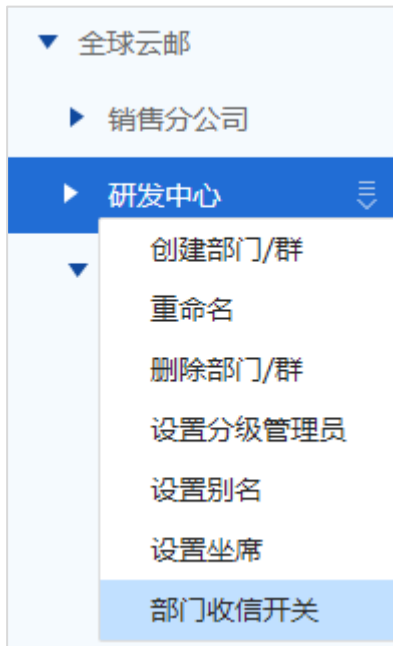 全球云邮
销售分公司
研发中心
创建部门/群
重命名
删除部门/群
设置分级管理员
设置别名
设置坐席
部门收信开关